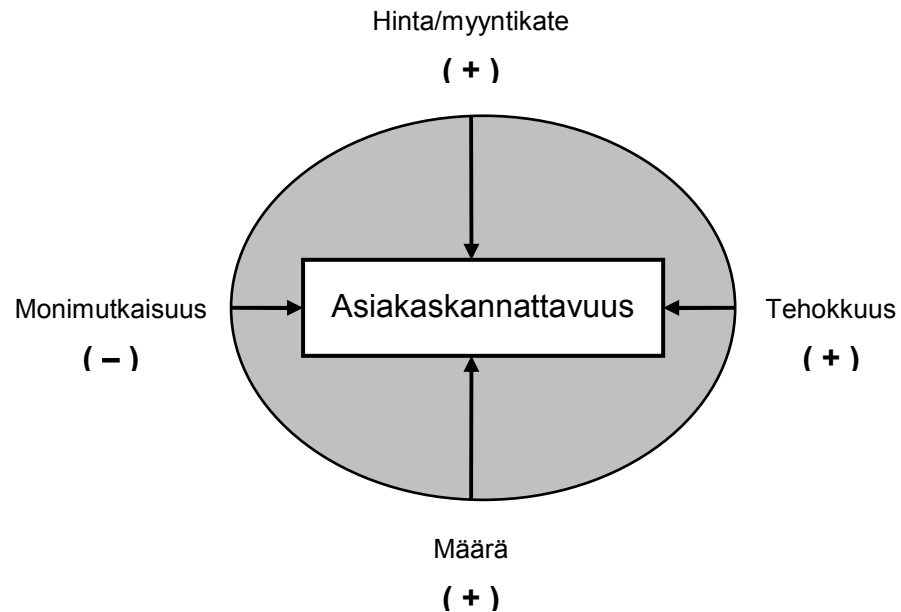 Hinta/myyntikate
( + )
Monimutkaisuus
( – )
Asiakaskannattavuus
Tehokkuus
( + )
Määrä
( + )